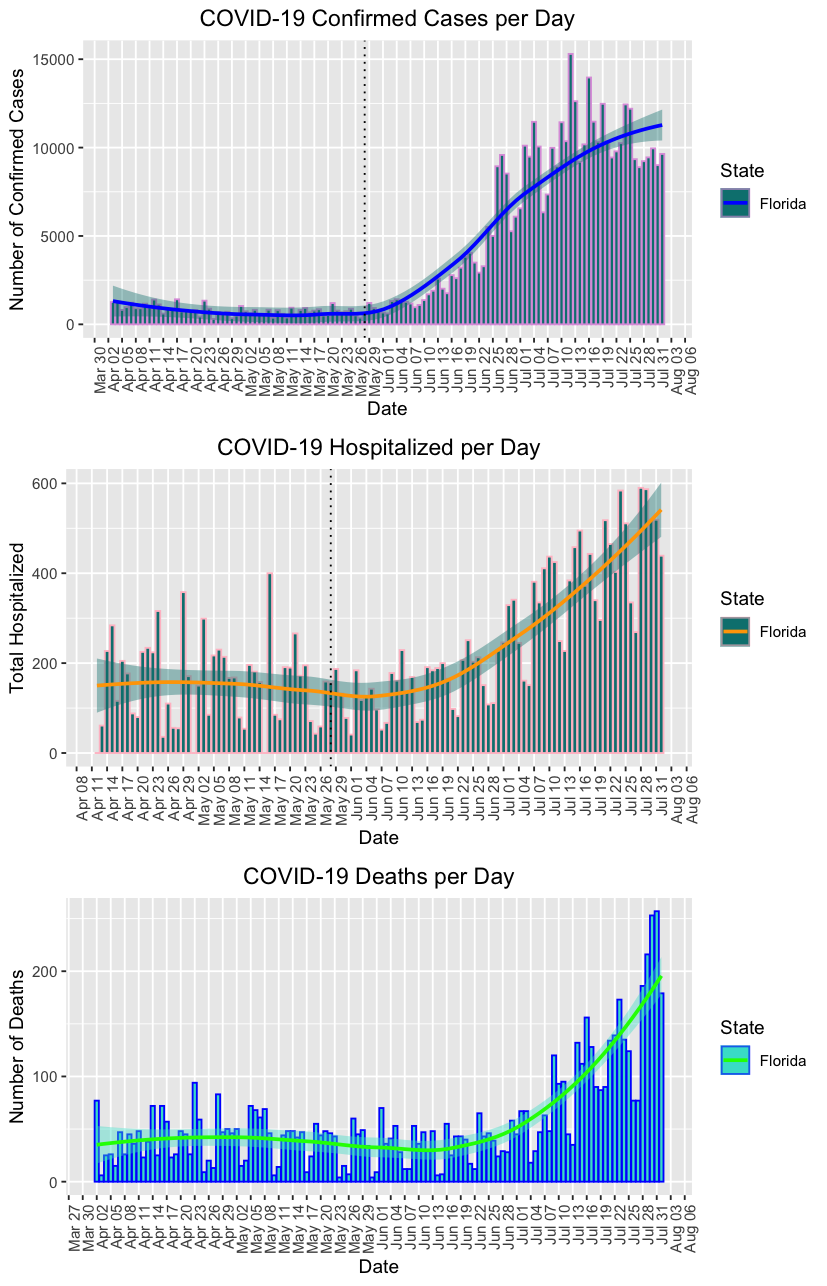 COVID-19 Confirmed Cases per Day
Number of Confirmed Cases
15000
10000
5000
0
Mar 30 Apr 02 Apr 05 Apr 08 Apr 11 Apr 14 Apr 17 Apr 20 Apr 23 Apr 26 Apr 29 May 02 May 05 May 08 May 11 May 14 May 17 May 20 May 23 May 26 May 29 Jun 01 Jun 04 Jun 07 Jun 10 Jun 13 Jun 16 Jun 19 Jun 22 Jun 25 Jun 28 Jul 01 Jul 04 Jul 07 Jul 10 Jul 13 Jul 16 Jul 19 Jul 22 Jul 25 Jul 28 Jul 31 Aug 03 Aug 06
Date
State
Florida
COVID-19 Hospitalized per Day
Total Hospitalized
600
400
200
0
Apr 08 Apr 11 Apr 14 Apr 17 Apr 20 Apr 23 Apr 26 Apr 29 May 02 May 05 May 08 May 11 May 14 May 17 May 20 May 23 May 26 May 29 Jun 01 Jun 04 Jun 07 Jun 10 Jun 13 Jun 16 Jun 19 Jun 22 Jun 25 Jun 28 Jul 01 Jul 04 Jul 07 Jul 10 Jul 13 Jul 16 Jul 19 Jul 22 Jul 25 Jul 28 Jul 31 Aug 03 Aug 06
Date
State
Florida
COVID-19 Deaths per Day
Number of Deaths
200
100
0
Mar 27 Mar 30 Apr 02 Apr 05 Apr 08 Apr 11 Apr 14 Apr 17 Apr 20 Apr 23 Apr 26 Apr 29 May 02 May 05 May 08 May 11 May 14 May 17 May 20 May 23 May 26 May 29 Jun 01 Jun 04 Jun 07 Jun 10 Jun 13 Jun 16 Jun 19 Jun 22 Jun 25 Jun 28 Jul 01 Jul 04 Jul 07 Jul 10 Jul 13 Jul 16 Jul 19 Jul 22 Jul 25 Jul 28 Jul 31 Aug 03 Aug 06
Date
State
Florida